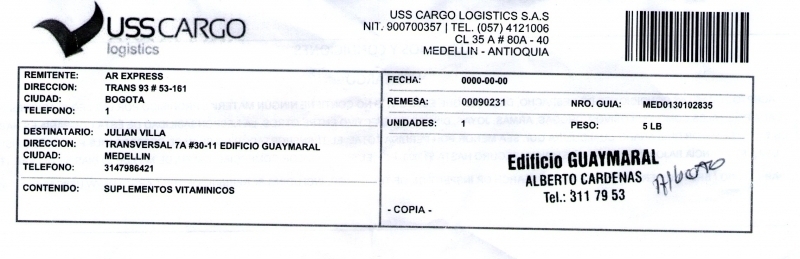 USSCARGO
logistics
USS CARGO LOGISTICS S.A.S
NIT. 900700357 | TEL. (057) 4121006
CL 35 A # 80A - 40
MEDELLIN - ANTIOQUIA
REMITENTE: AR EXPRESS
DIRECCION: TRANS 93 # 53-161
CIUDAD: BOGOTA
TELEFONO: 1
DESTINATARIO: JULIAN VILLA
DIRECCION: TRANSVERSAL 7A #30-11 EDIFICIO GUAYMARAL
CIUDAD: MEDELLIN
TELEFONO: 3147986421
CONTENIDO: SUPLEMENTOS VITAMINICOS
FECHA: 0000-00-00
REMESA: 00090231 NRO. GUIA: MED0130102835
UNIDADES: 1 PESO: 5 LB
Edificio GUAYMARAL
ALBERTO CARDENAS
Tel.: 311 79 53
Alberto
- COPIA -